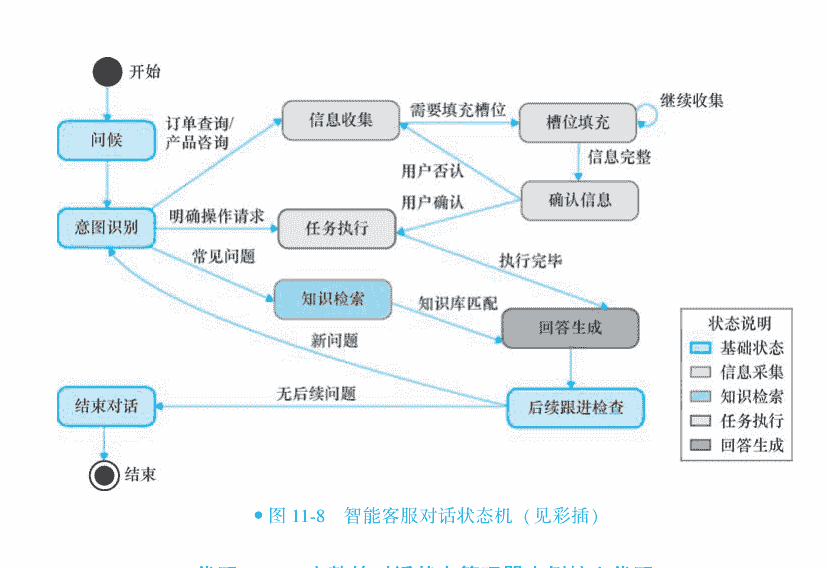 开始
问候
订单查询/
产品咨询
信息收集
需要填充槽位
槽位填充
继续收集
信息完整
用户否认
确认信息
意图识别
明确操作请求
任务执行
用户确认
常见问题
执行完毕
知识检索
知识库匹配
回答生成
新问题
后续跟进检查
无后续问题
结束对话
结束
状态说明
基础状态
信息采集
知识检索
任务执行
回答生成
•图 11-8 智能客服对话状态机（见彩插）